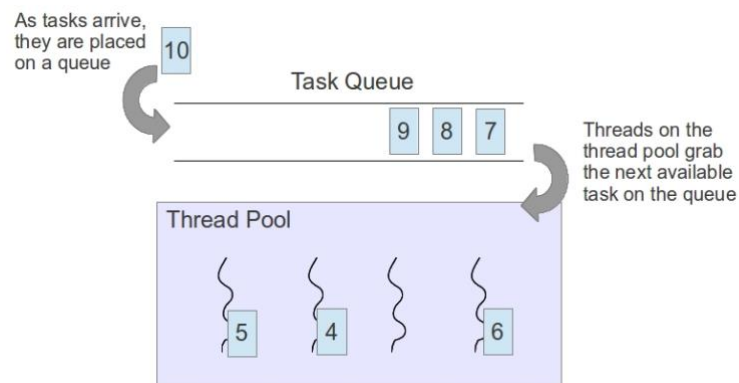 As tasks arrive,
they are placed
on a queue
10
Task Queue
9 8 7
Threads on the
thread pool grab
the next available
task on the queue
Thread Pool
5 4 6